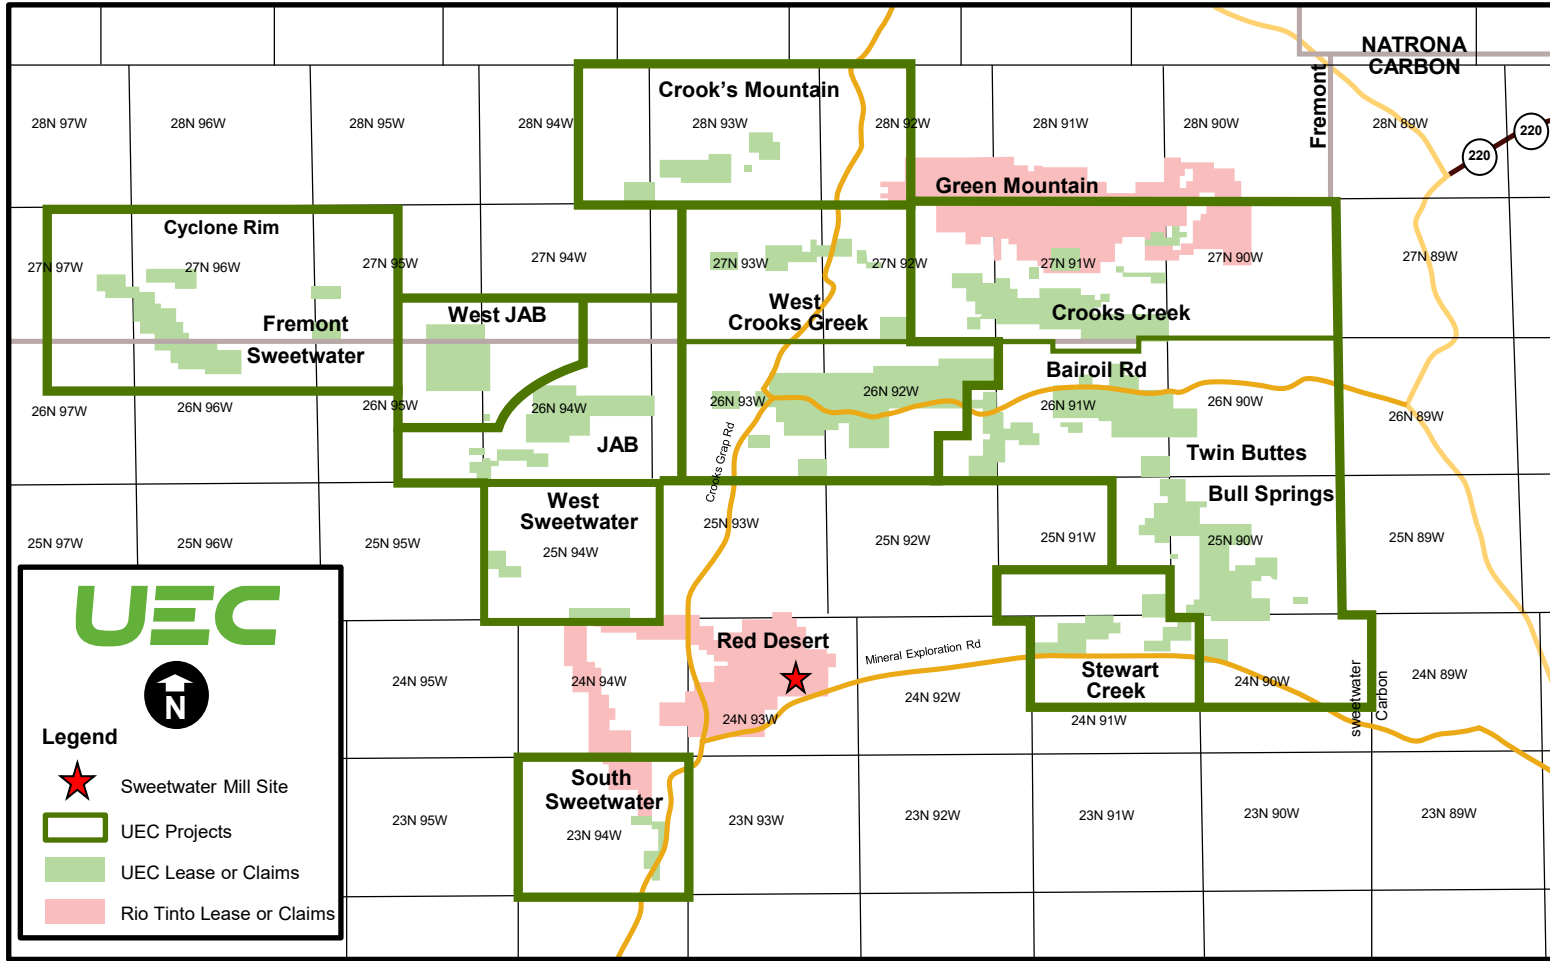 NATRONA
CARBON
Fremont
Crook's Mountain
28N 97W
28N 96W
28N 95W
28N 94W
28N 93W
28N 92W
28N 91W
28N 90W
28N 89W
220
220
Green Mountain
Cyclone Rim
27N 97W
27N 96W
27N 95W
27N 94W
27N 93W
27N 92W
27N 91W
27N 90W
27N 89W
West JAB
West
Crooks Greek
Crooks Creek
Fremont
Sweetwater
Bairoil Rd
26N 97W
26N 96W
26N 95W
26N 94W
26N 93W
26N 92W
26N 91W
26N 90W
26N 89W
JAB
Crooks Grap Rd
Twin Buttes
Bull Springs
West
Sweetwater
25N 97W
25N 96W
25N 95W
25N 94W
25N 93W
25N 92W
25N 91W
25N 90W
25N 89W
Red Desert
Mineral Exploration Rd
Stewart
Creek
24N 95W
24N 94W
24N 93W
24N 92W
24N 91W
24N 90W
24N 89W
sweetwater
Carbon
South
Sweetwater
23N 95W
23N 94W
23N 93W
23N 92W
23N 91W
23N 90W
23N 89W
UEC
N
Legend
Sweetwater Mill Site
UEC Projects
UEC Lease or Claims
Rio Tinto Lease or Claims